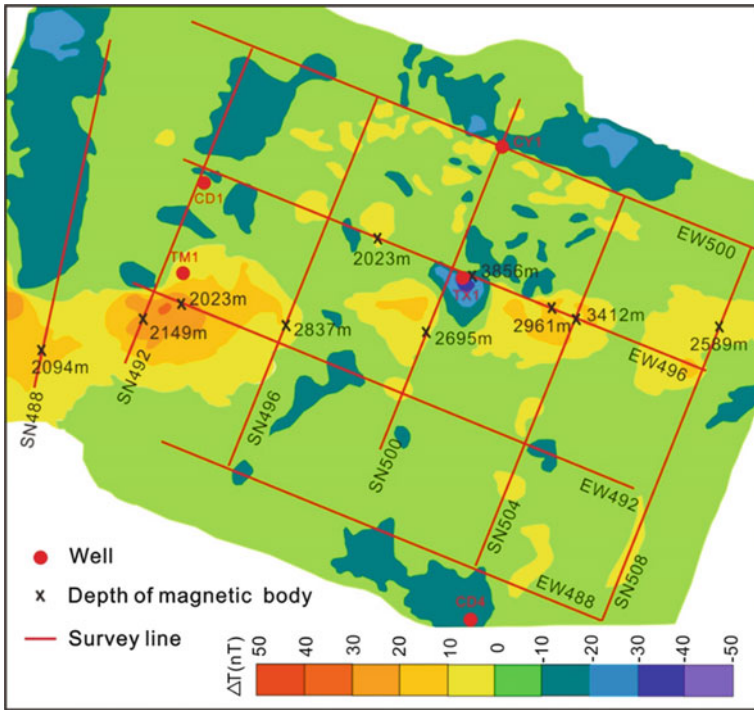 CY1
CD1
EW500
TM1
2023m
3856m
TX1
2023m
2149m
2837m
2695m
2961m
3412m
2589m
2094m
EW496
SN488
SN492
SN496
SN500
EW492
SN504
SN508
EW488
CD4
Well
x Depth of magnetic body
Survey line
ΔT(nT)
50 40 30 20 10 0 -10 -20 -30 -40 -50